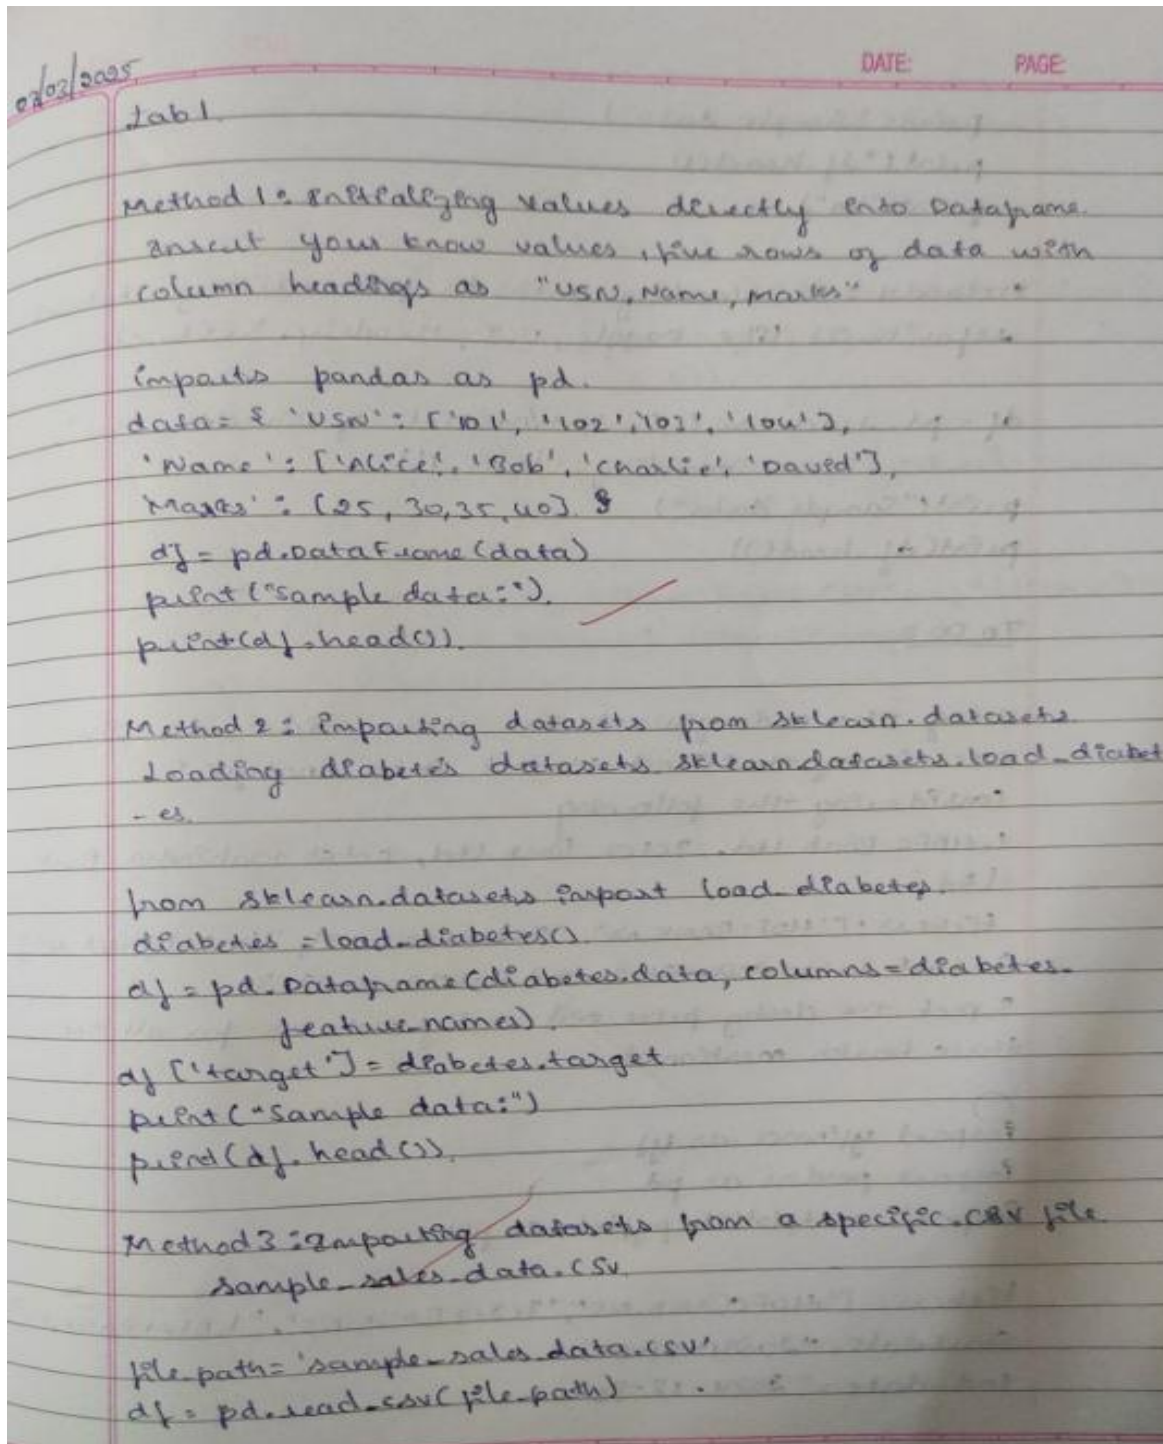 DATE: PAGE:
03/03/2025
Lab 1
Method 1: Initializing values directly into Dataframe.
Insert your know values, five rows of data with
column headings as "USN, Name, Marks"
imports pandas as pd.
data = { 'USN': ['101', '102', '103', '104'],
'Name': ['Alice', 'Bob', 'Charlie', 'David'],
'Marks': [25, 30, 35, 40] }
df = pd.DataFrame(data)
print("Sample data:")
print(df.head())
Method 2: Importing datasets from sklearn.datasets
Loading diabetes datasets sklearn.datasets.load_diabet
- es.
from sklearn.datasets import load_diabetes.
diabetes = load_diabetes()
df = pd.Dataframe(diabetes.data, columns=diabetes.
feature_names)
df ['target'] = diabetes.target
print("Sample data:")
print(df.head())
Method 3: Importing datasets from a specific .csv file
sample_sales_data.csv
file_path = 'sample_sales_data.csv'
df = pd.read_csv(file_path)